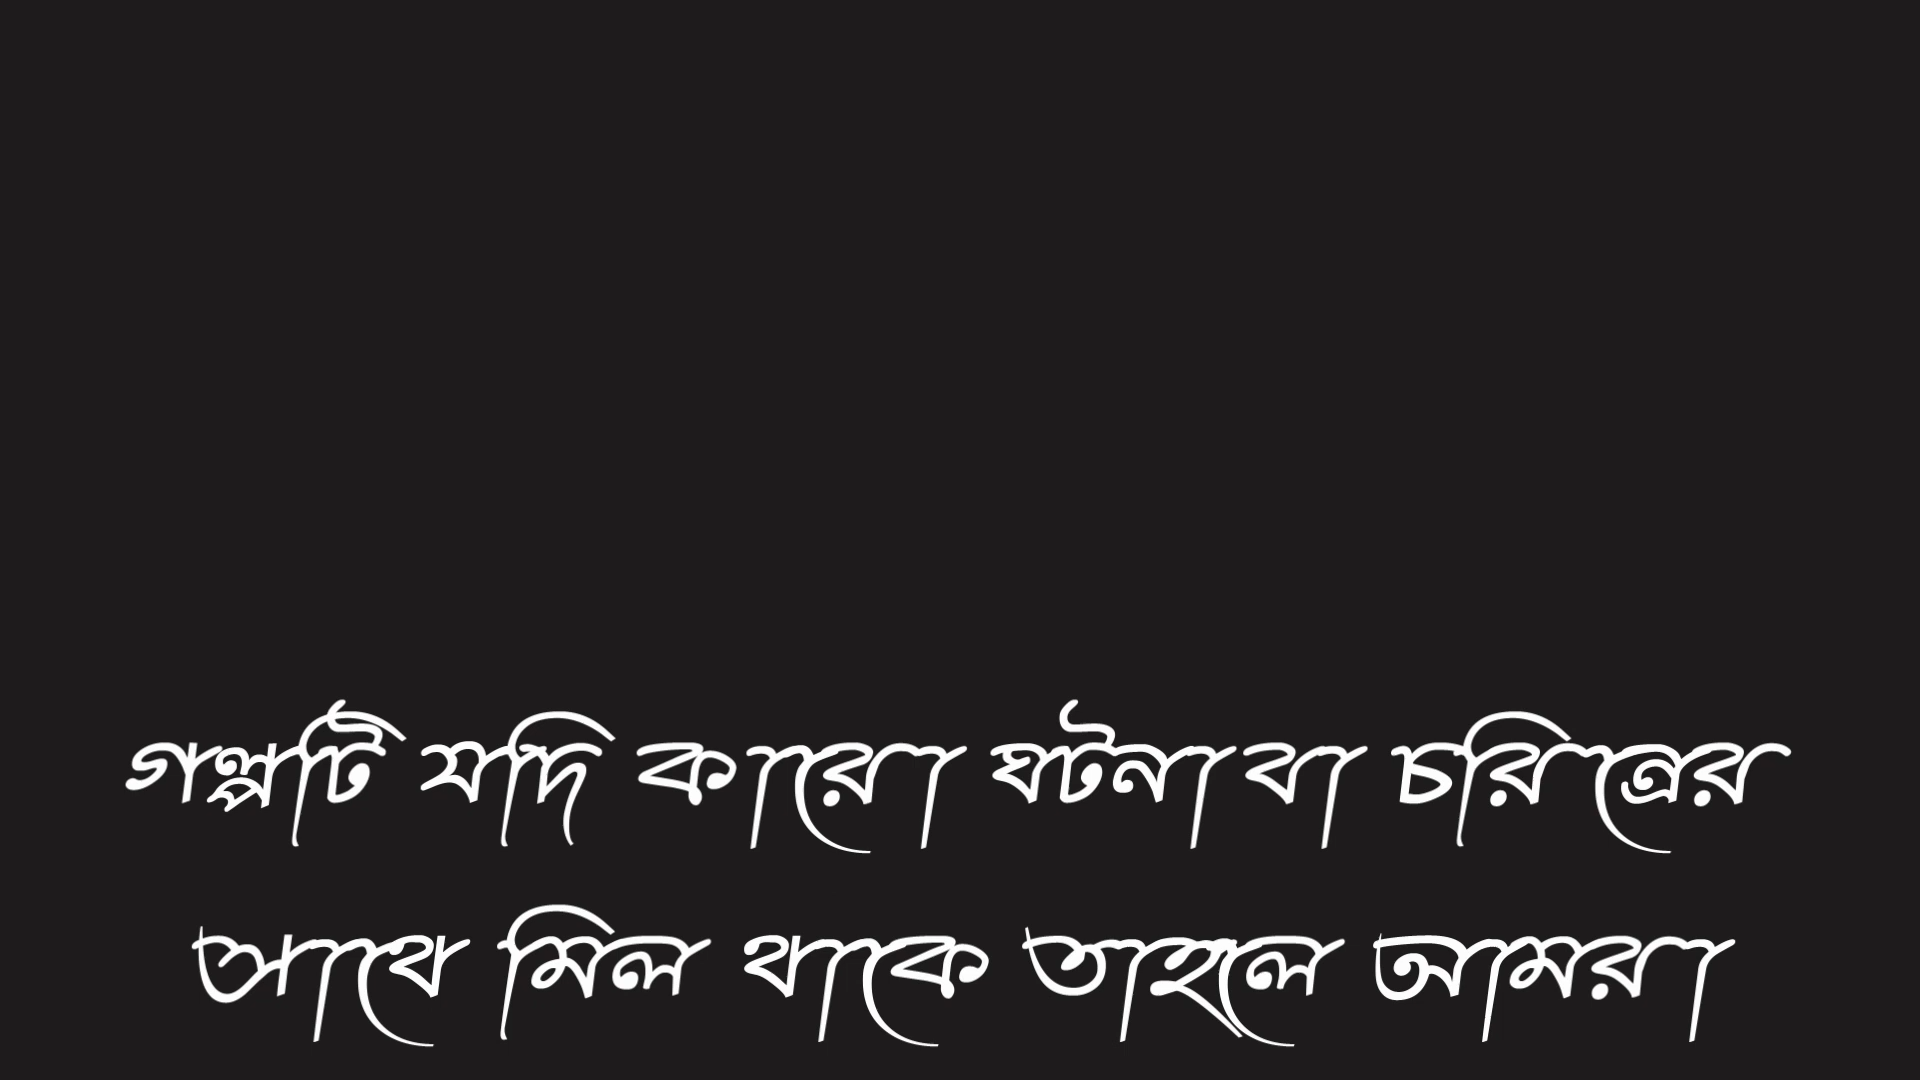 গল্পটি যদি কারো ঘটনা বা চরিত্রের
সাথে মিল থাকে তাহলে আমরা